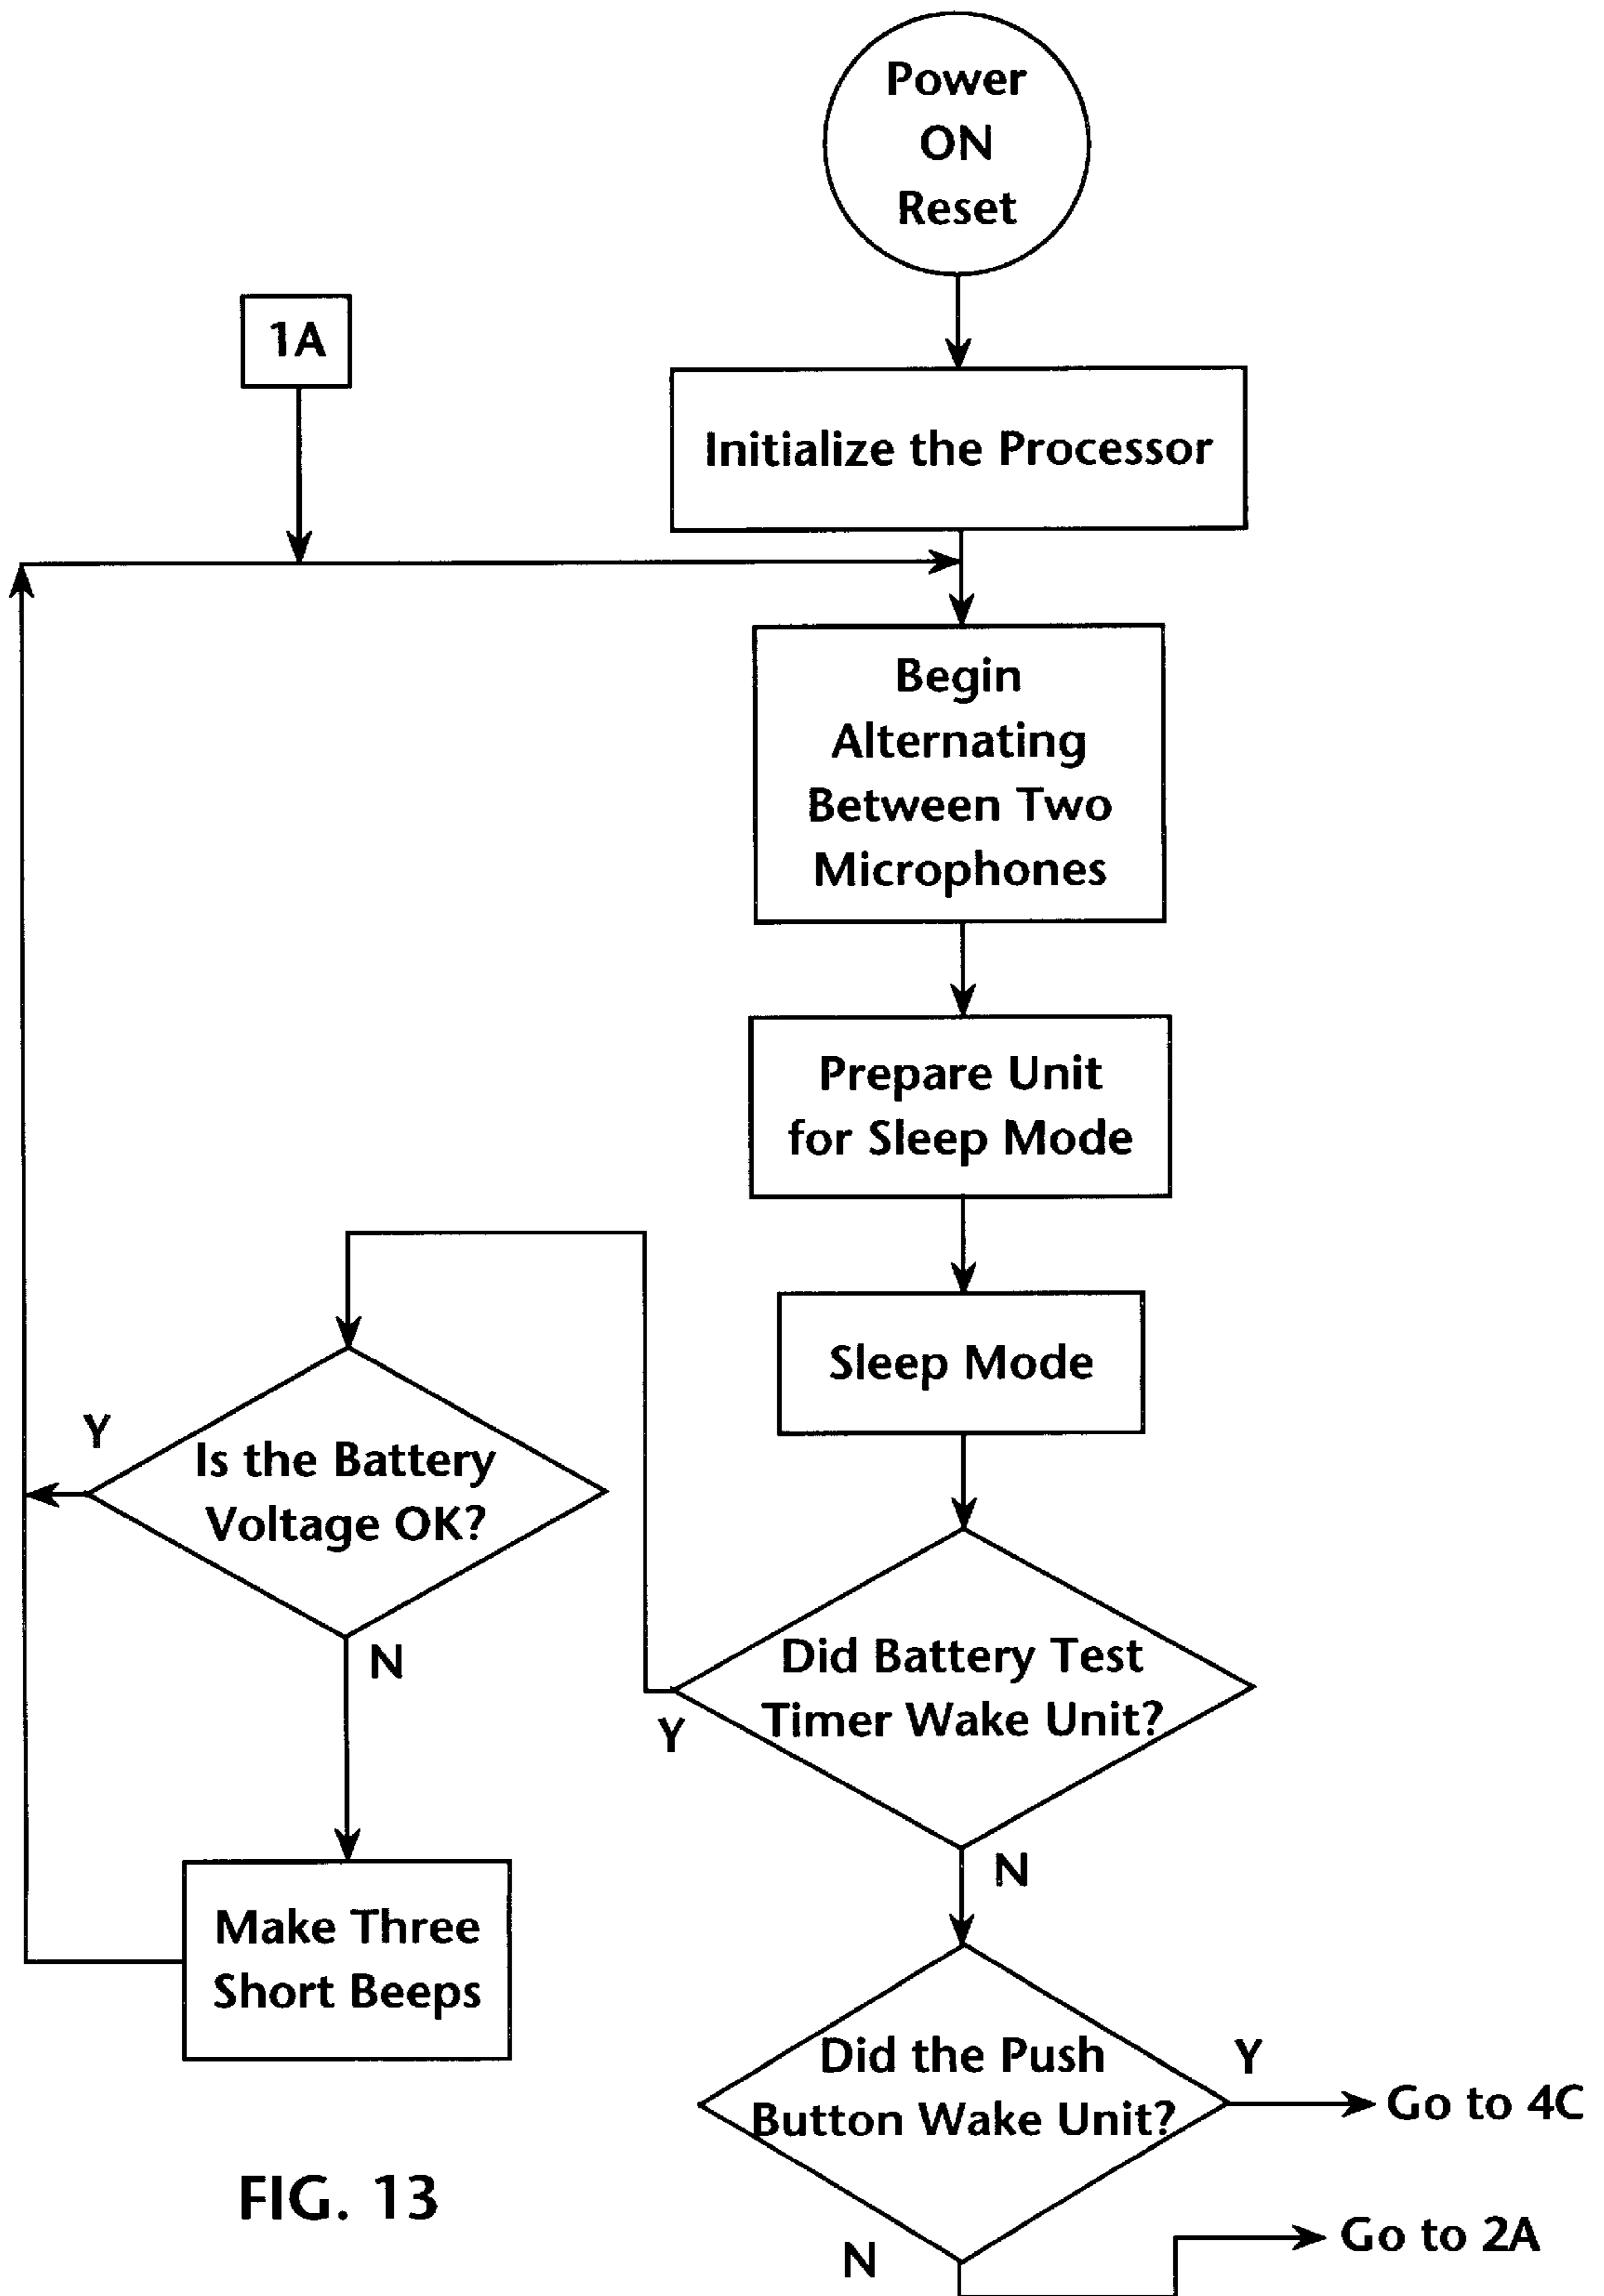 Power
ON
Reset
1A
Initialize the Processor
Begin
Alternating
Between Two
Microphones
Prepare Unit
for Sleep Mode
Sleep Mode
Y
Is the Battery
Voltage OK?
N
Did Battery Test
Timer Wake Unit?
Y
N
Make Three
Short Beeps
Did the Push
Button Wake Unit?
Y
Go to 4C
N
Go to 2A
FIG. 13